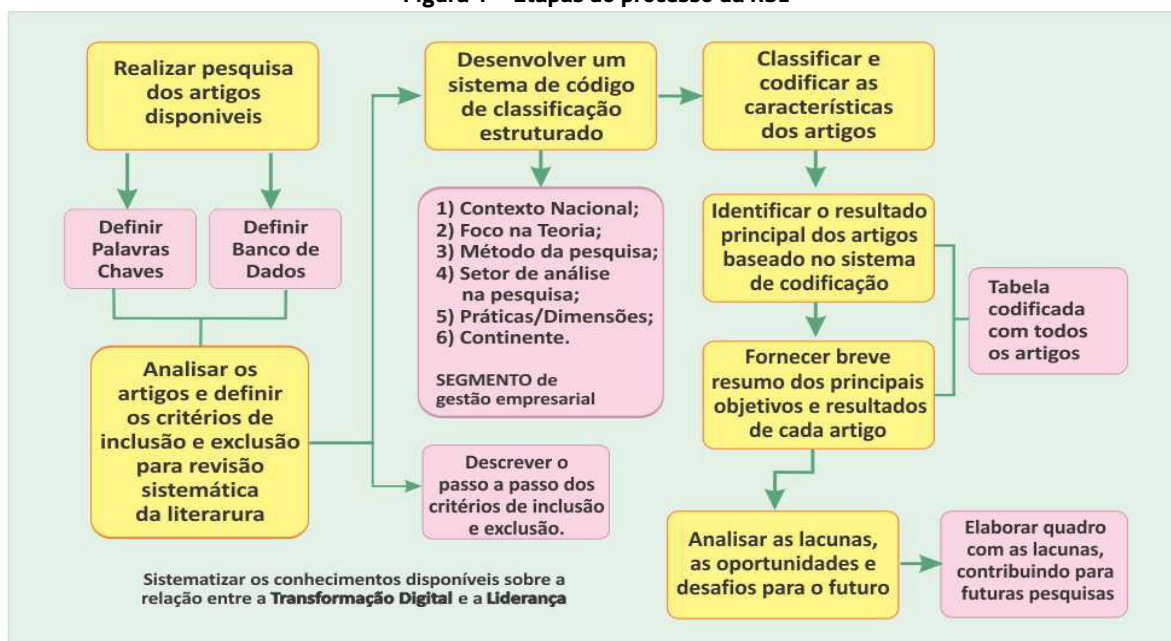 Figura 1 – Etapas do processo da RSL
Realizar pesquisa
dos artigos
disponiveis
Definir
Palavras
Chaves
Definir
Banco de
Dados
Analisar os
artigos e definir
os critérios de
inclusão e exclusão
para revisão
sistemática
da literarura
Desenvolver um
sistema de código
de classificação
estruturado
1) Contexto Nacional;
2) Foco na Teoria;
3) Método da pesquisa;
4) Setor de análise
na pesquisa;
5) Práticas/Dimensões;
6) Continente.
SEGMENTO de
gestão empresarial
Descrever o
passo a passo dos
critérios de inclusão
e exclusão.
Classificar e
codificar as
características
dos artigos
Identificar o resultado
principal dos artigos
baseado no sistema
de codificação
Fornecer breve
resumo dos principais
objetivos e resultados
de cada artigo
Tabela
codificada
com todos
os artigos
Analisar as lacunas,
as oportunidades e
desafios para o futuro
Elaborar quadro
com as lacunas,
contribuindo para
futuras pesquisas
Sistematizar os conhecimentos disponíveis sobre a
relação entre a Transformação Digital e a Liderança